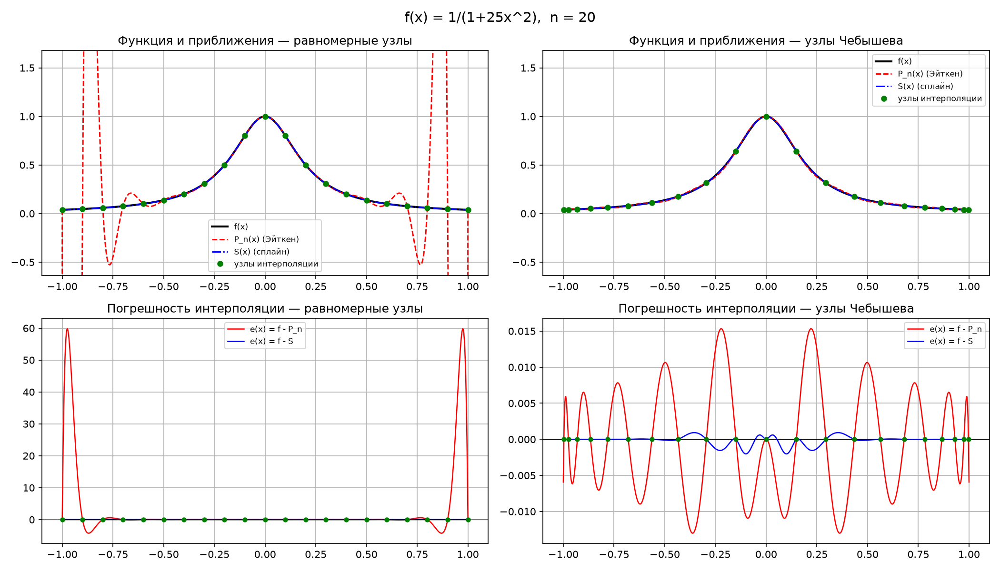 f(x) = 1/(1+25x^2),  n = 20
Функция и приближения — равномерные узлы
1.5
1.0
0.5
0.0
−0.5
f(x)
P_n(x) (Эйткен)
S(x) (сплайн)
узлы интерполяции
−1.00 −0.75 −0.50 −0.25 0.00 0.25 0.50 0.75 1.00
Функция и приближения — узлы Чебышева
1.5
1.0
0.5
0.0
−0.5
f(x)
P_n(x) (Эйткен)
S(x) (сплайн)
узлы интерполяции
−1.00 −0.75 −0.50 −0.25 0.00 0.25 0.50 0.75 1.00
Погрешность интерполяции — равномерные узлы
60
50
40
30
20
10
0
e(x) = f - P_n
e(x) = f - S
−1.00 −0.75 −0.50 −0.25 0.00 0.25 0.50 0.75 1.00
Погрешность интерполяции — узлы Чебышева
0.015
0.010
0.005
0.000
−0.005
−0.010
e(x) = f - P_n
e(x) = f - S
−1.00 −0.75 −0.50 −0.25 0.00 0.25 0.50 0.75 1.00